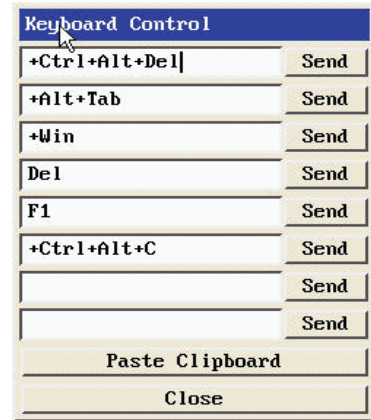 Keyboard Control
+Ctrl+Alt+Del Send
+Alt+Tab Send
+Win Send
Del Send
F1 Send
+Ctrl+Alt+C Send
Send
Send
Paste Clipboard
Close